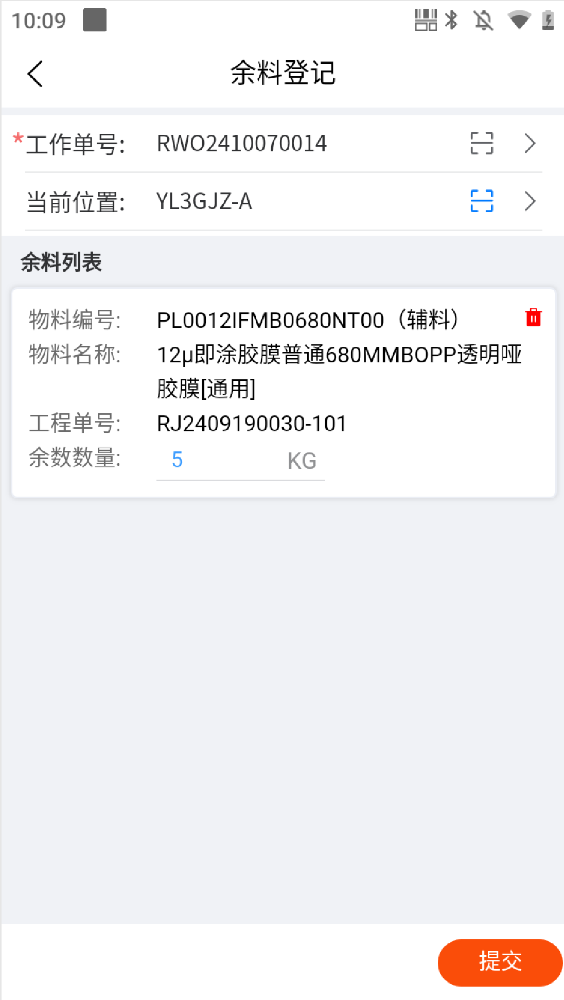 10:09
余料登记
*工作单号: RWO2410070014
当前位置: YL3GJZ-A
余料列表
物料编号: PL0012IFMB0680NT00（辅料）
物料名称: 12μ即涂胶膜普通680MMBOPP透明哑
胶膜[通用]
工程单号: RJ2409190030-101
余数数量: 5 KG
提交